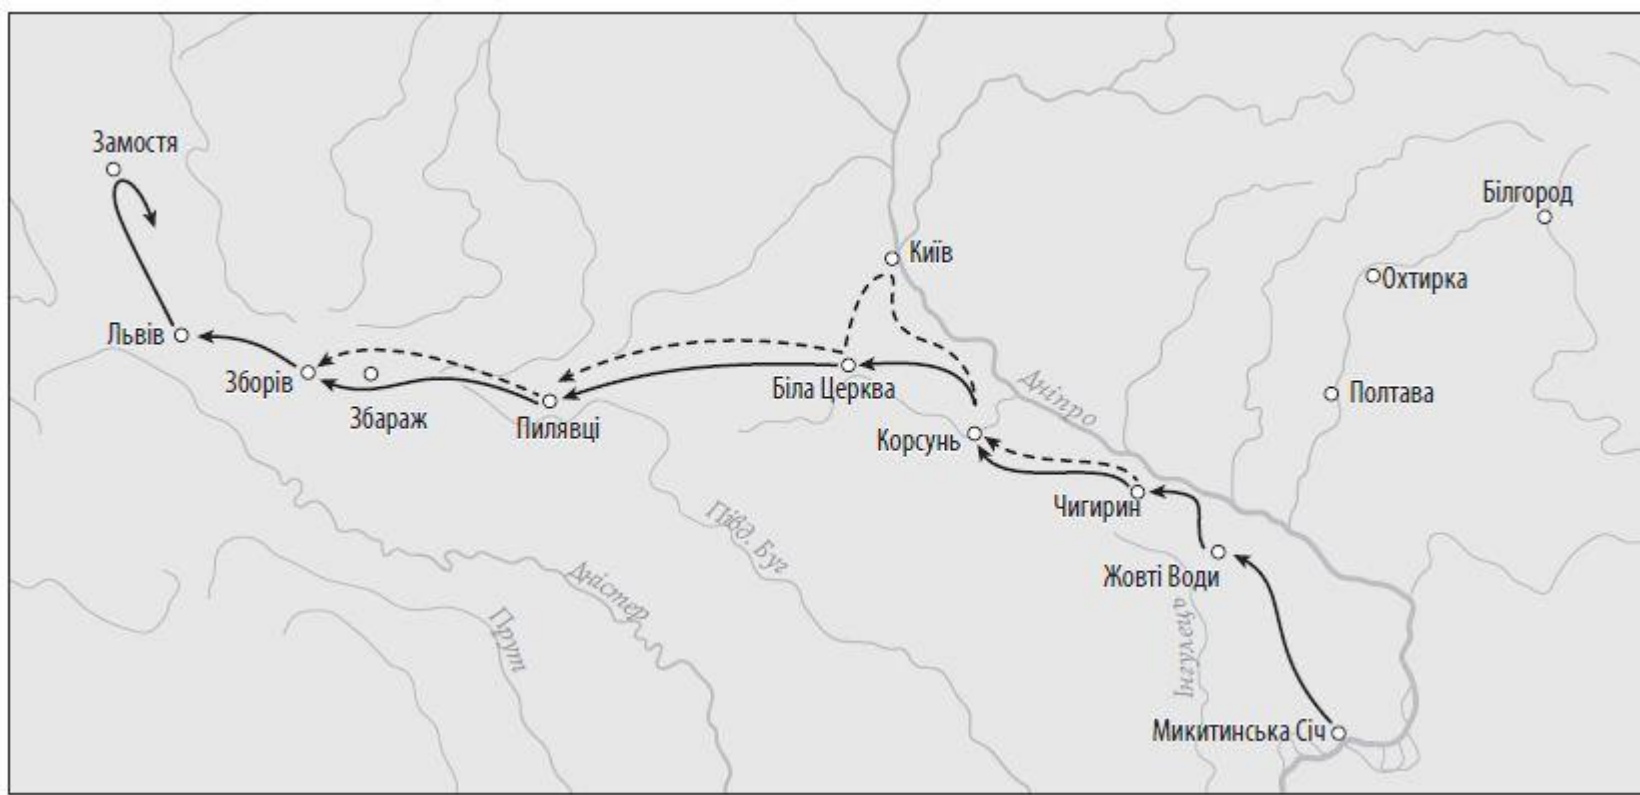 Замостя
Білгород
Київ
Охтирка
Львів
Зборів
Збараж
Пилявці
Біла Церква
Дніпро
Полтава
Корсунь
Чигирин
Півд. Буг
Жовті Води
Дністер
Прут
Інгулець
Микитинська Січ